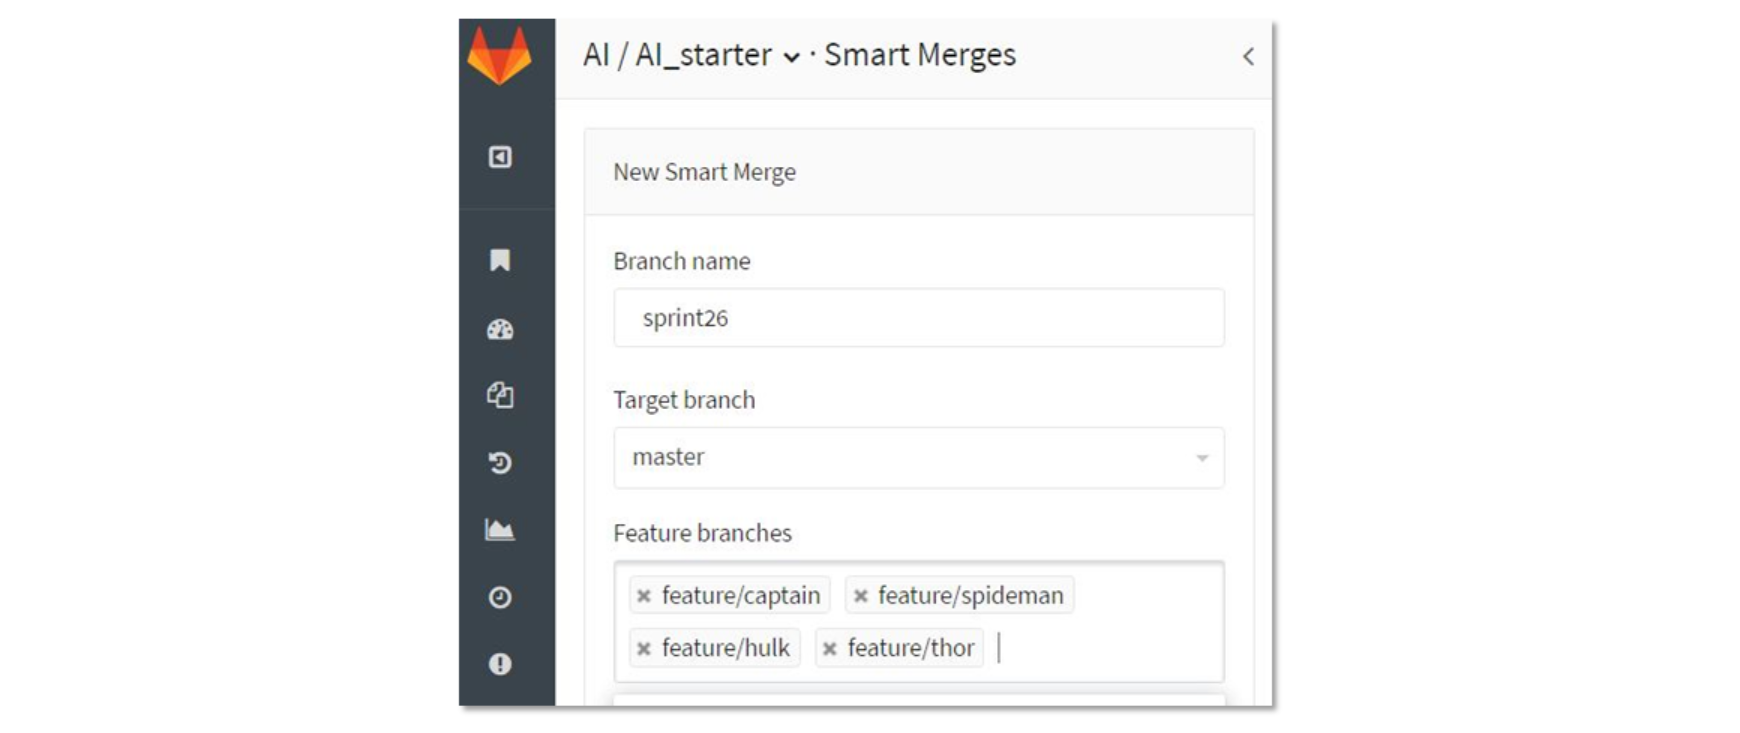 AI / AI_starter · Smart Merges
New Smart Merge
Branch name
sprint26
Target branch
master
Feature branches
feature/captain feature/spideman
feature/hulk feature/thor